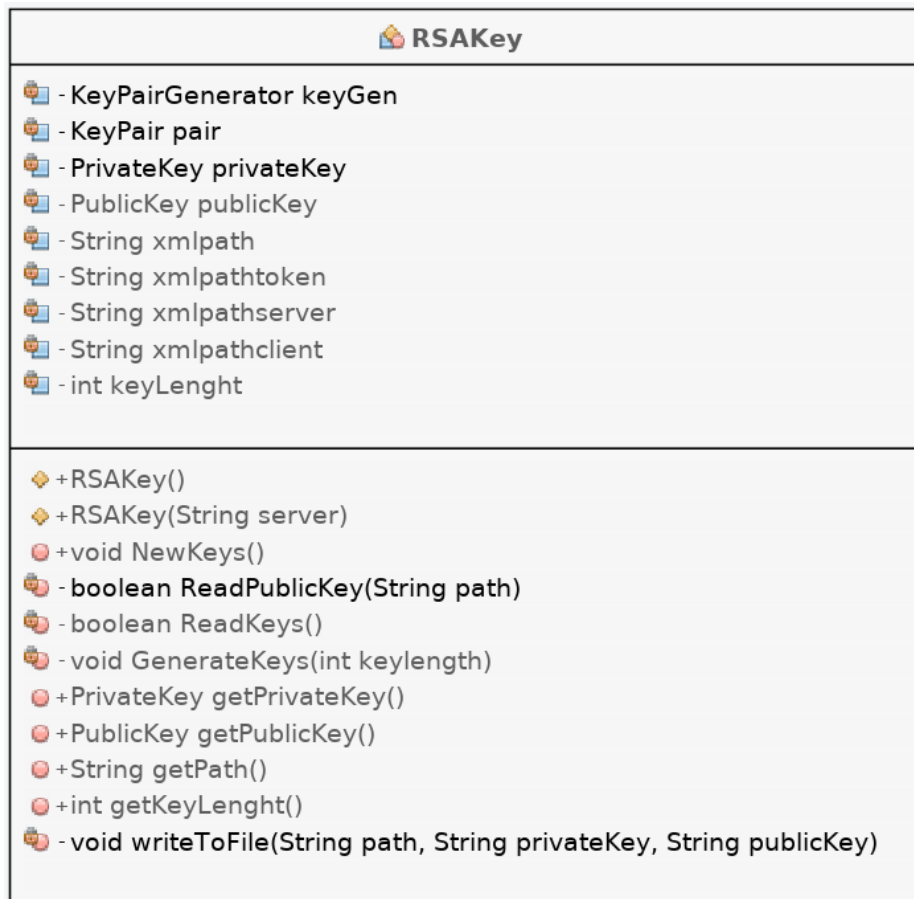 RSAKey
- KeyPairGenerator keyGen
- KeyPair pair
- PrivateKey privateKey
- PublicKey publicKey
- String xmlpath
- String xmlpathtoken
- String xmlpathserver
- String xmlpathclient
- int keyLenght
+RSAKey()
+RSAKey(String server)
+void NewKeys()
- boolean ReadPublicKey(String path)
- boolean ReadKeys()
- void GenerateKeys(int keylength)
+PrivateKey getPrivateKey()
+PublicKey getPublicKey()
+String getPath()
+int getKeyLenght()
- void writeToFile(String path, String privateKey, String publicKey)